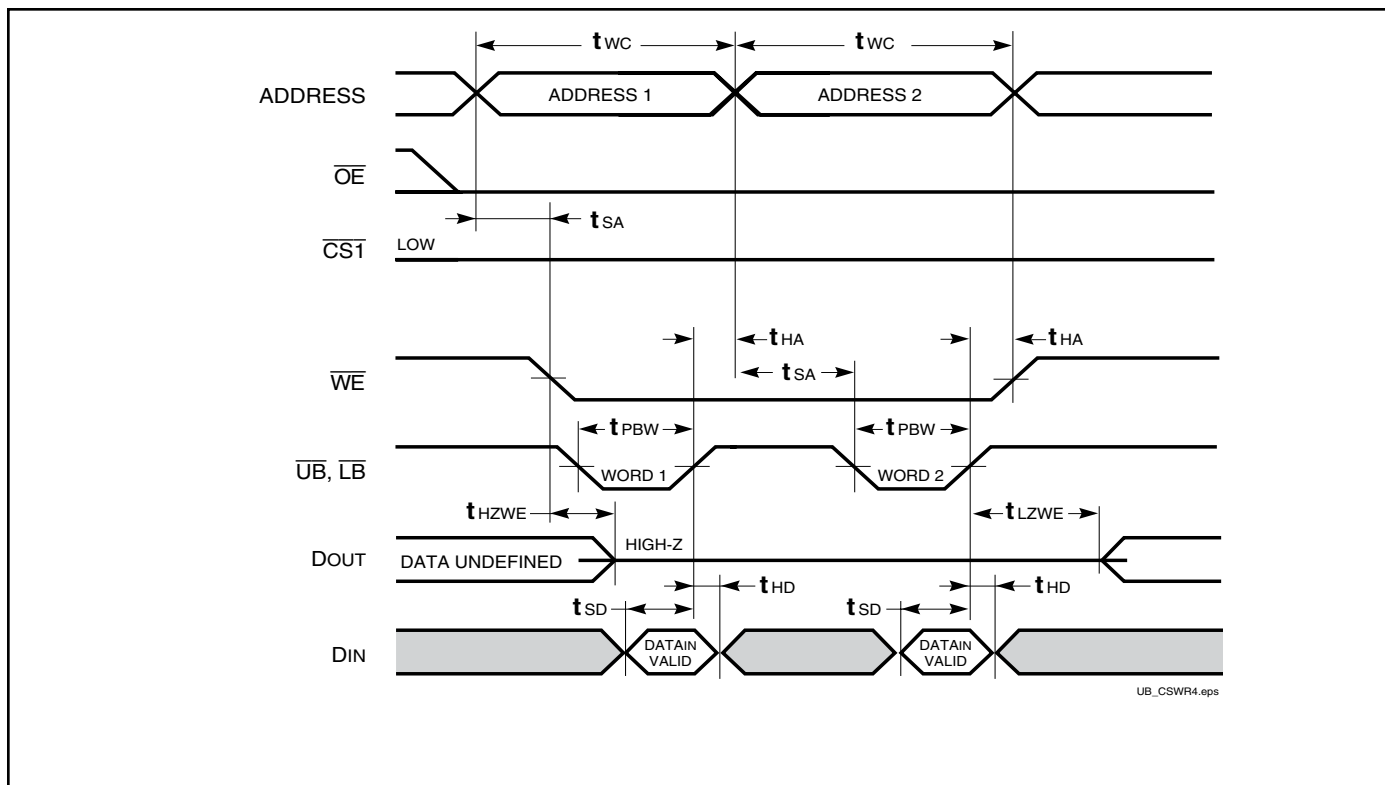 tWC tWC
ADDRESS ADDRESS 1 ADDRESS 2
OE
tSA
CS1 LOW
tHA tHA
WE tSA
tPBW tPBW
UB, LB WORD 1 WORD 2
tHZWE tLZWE
DOUT DATA UNDEFINED HIGH-Z
tSD tHD tSD tHD
DIN DATAIN VALID DATAIN VALID
UB_CSWR4.eps